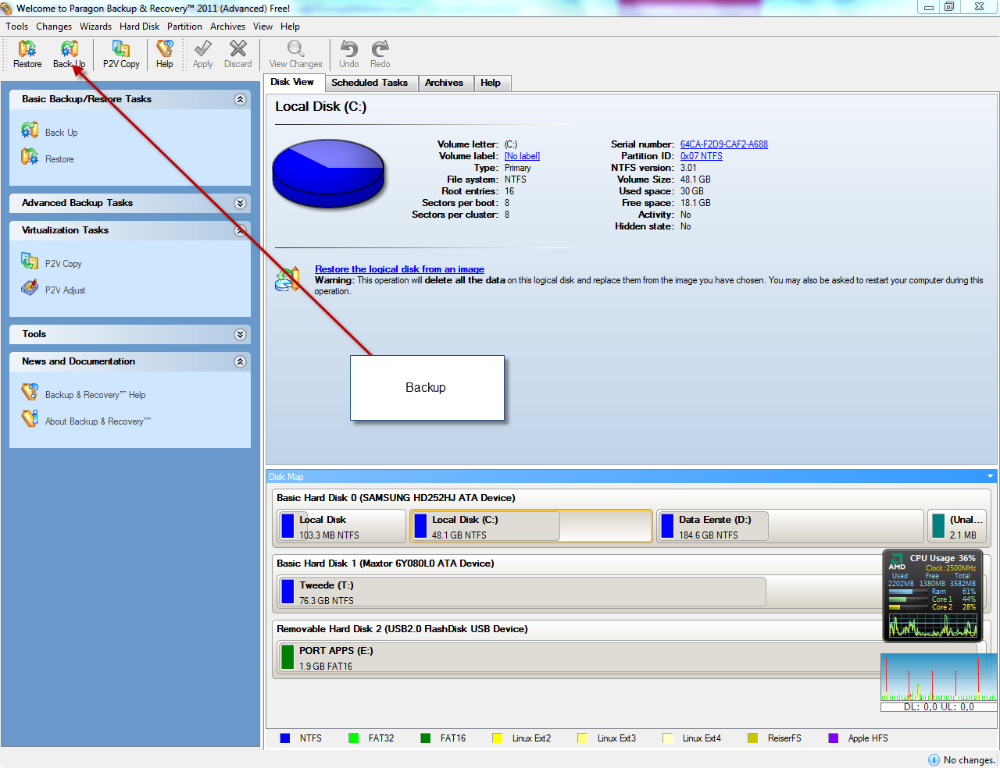 Welcome to Paragon Backup & Recovery™ 2011 (Advanced) Free!
Tools Changes Wizards Hard Disk Partition Archives View Help
Restore Back Up P2V Copy Help Apply Discard View Changes Undo Redo
Basic Backup/Restore Tasks
Back Up
Restore
Advanced Backup Tasks
Virtualization Tasks
P2V Copy
P2V Adjust
Tools
News and Documentation
Backup & Recovery™ Help
About Backup & Recovery™
Disk View Scheduled Tasks Archives Help
Local Disk (C:)
Volume letter: (C:)
Volume label: [No label]
Type: Primary
File system: NTFS
Root entries: 16
Sectors per boot: 8
Sectors per cluster: 8
Serial number: 64CA-F2D9-CAF2-A688
Partition ID: 0x07 NTFS
NTFS version: 3.01
Volume Size: 48.1 GB
Used space: 30 GB
Free space: 18.1 GB
Activity: No
Hidden state: No
Restore the logical disk from an image
Warning: This operation will delete all the data on this logical disk and replace them from the image you have chosen. You may also be asked to restart your computer during this
operation.
Backup
Disk Map
Basic Hard Disk 0 (SAMSUNG HD252HJ ATA Device)
Local Disk
103.3 MB NTFS
Local Disk (C:)
48.1 GB NTFS
Data Eerste (D:)
184.6 GB NTFS
(Unal...
2.1 MB
Basic Hard Disk 1 (Maxtor 6Y080L0 ATA Device)
Tweede (T:)
76.3 GB NTFS
Removable Hard Disk 2 (USB2.0 FlashDisk USB Device)
PORT APPS (E:)
1.9 GB FAT16
AMD
CPU Usage 36%
Clock:2500MHz
Used Free Total
2202MB 1380MB 3582MB
Ram 61%
Core 1 44%
Core 2 28%
DL: 0,0 UL: 0,0
NTFS FAT32 FAT16 Linux Ext2 Linux Ext3 Linux Ext4 ReiserFS Apple HFS
No changes.